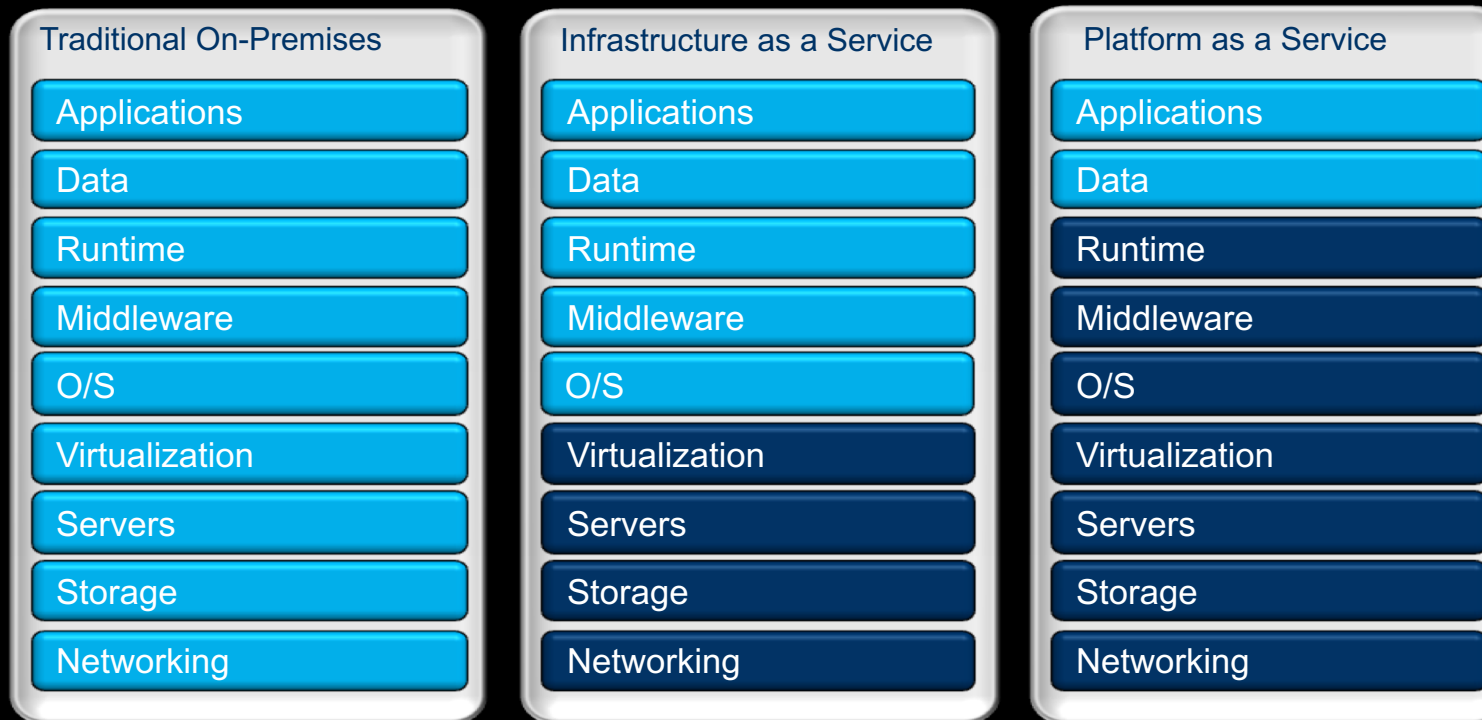 Traditional On-Premises
Applications
Data
Runtime
Middleware
O/S
Virtualization
Servers
Storage
Networking
Infrastructure as a Service
Applications
Data
Runtime
Middleware
O/S
Virtualization
Servers
Storage
Networking
Platform as a Service
Applications
Data
Runtime
Middleware
O/S
Virtualization
Servers
Storage
Networking